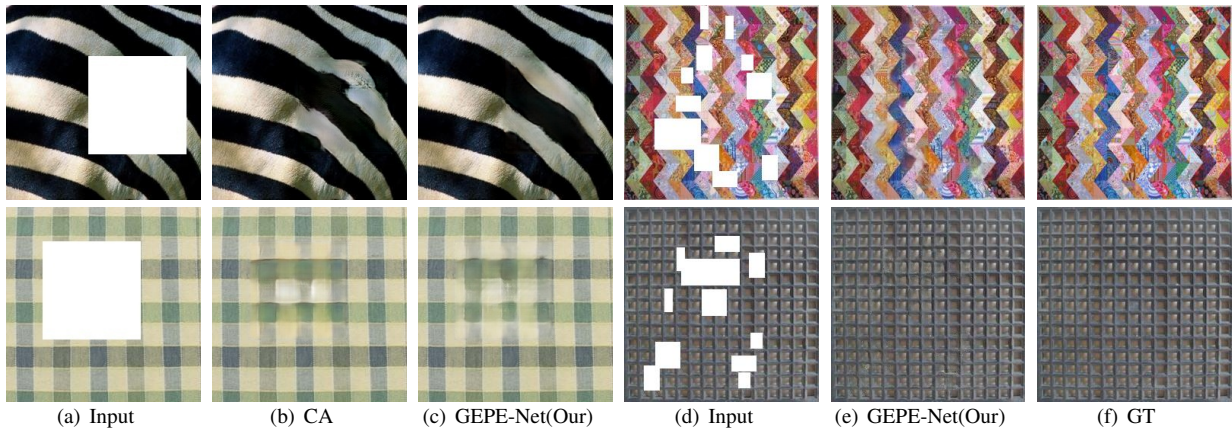 (a) Input
(b) CA
(c) GEPE-Net(Our)
(d) Input
(e) GEPE-Net(Our)
(f) GT